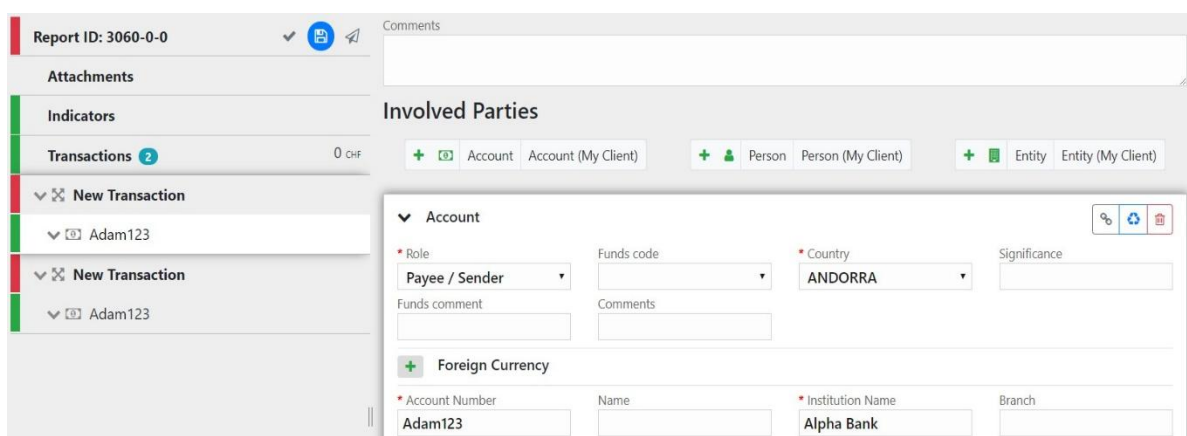 Report ID: 3060-0-0
Attachments
Indicators
Transactions 2 0 CHF
New Transaction
Adam123
New Transaction
Adam123
Comments
Involved Parties
+ Account Account (My Client) + Person Person (My Client) + Entity Entity (My Client)
Account
* Role Funds code * Country Significance
Payee / Sender ANDORRA
Funds comment Comments
+ Foreign Currency
* Account Number Name * Institution Name Branch
Adam123 Alpha Bank